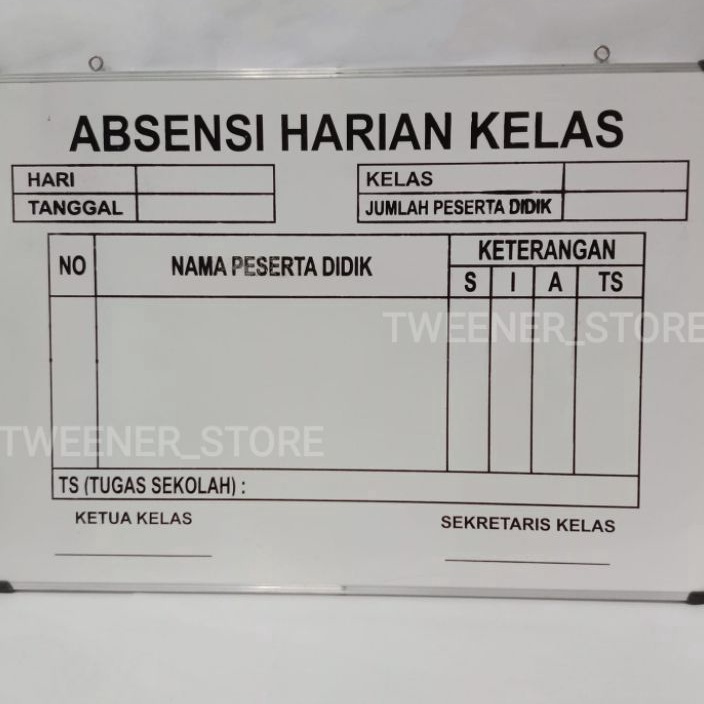 ABSENSI HARIAN KELAS
HARI
TANGGAL
KELAS
JUMLAH PESERTA DIDIK
NO
NAMA PESERTA DIDIK
KETERANGAN
S I A TS
TWEENER_STORE
TWEENER_STORE
TS (TUGAS SEKOLAH) :
KETUA KELAS
SEKRETARIS KELAS